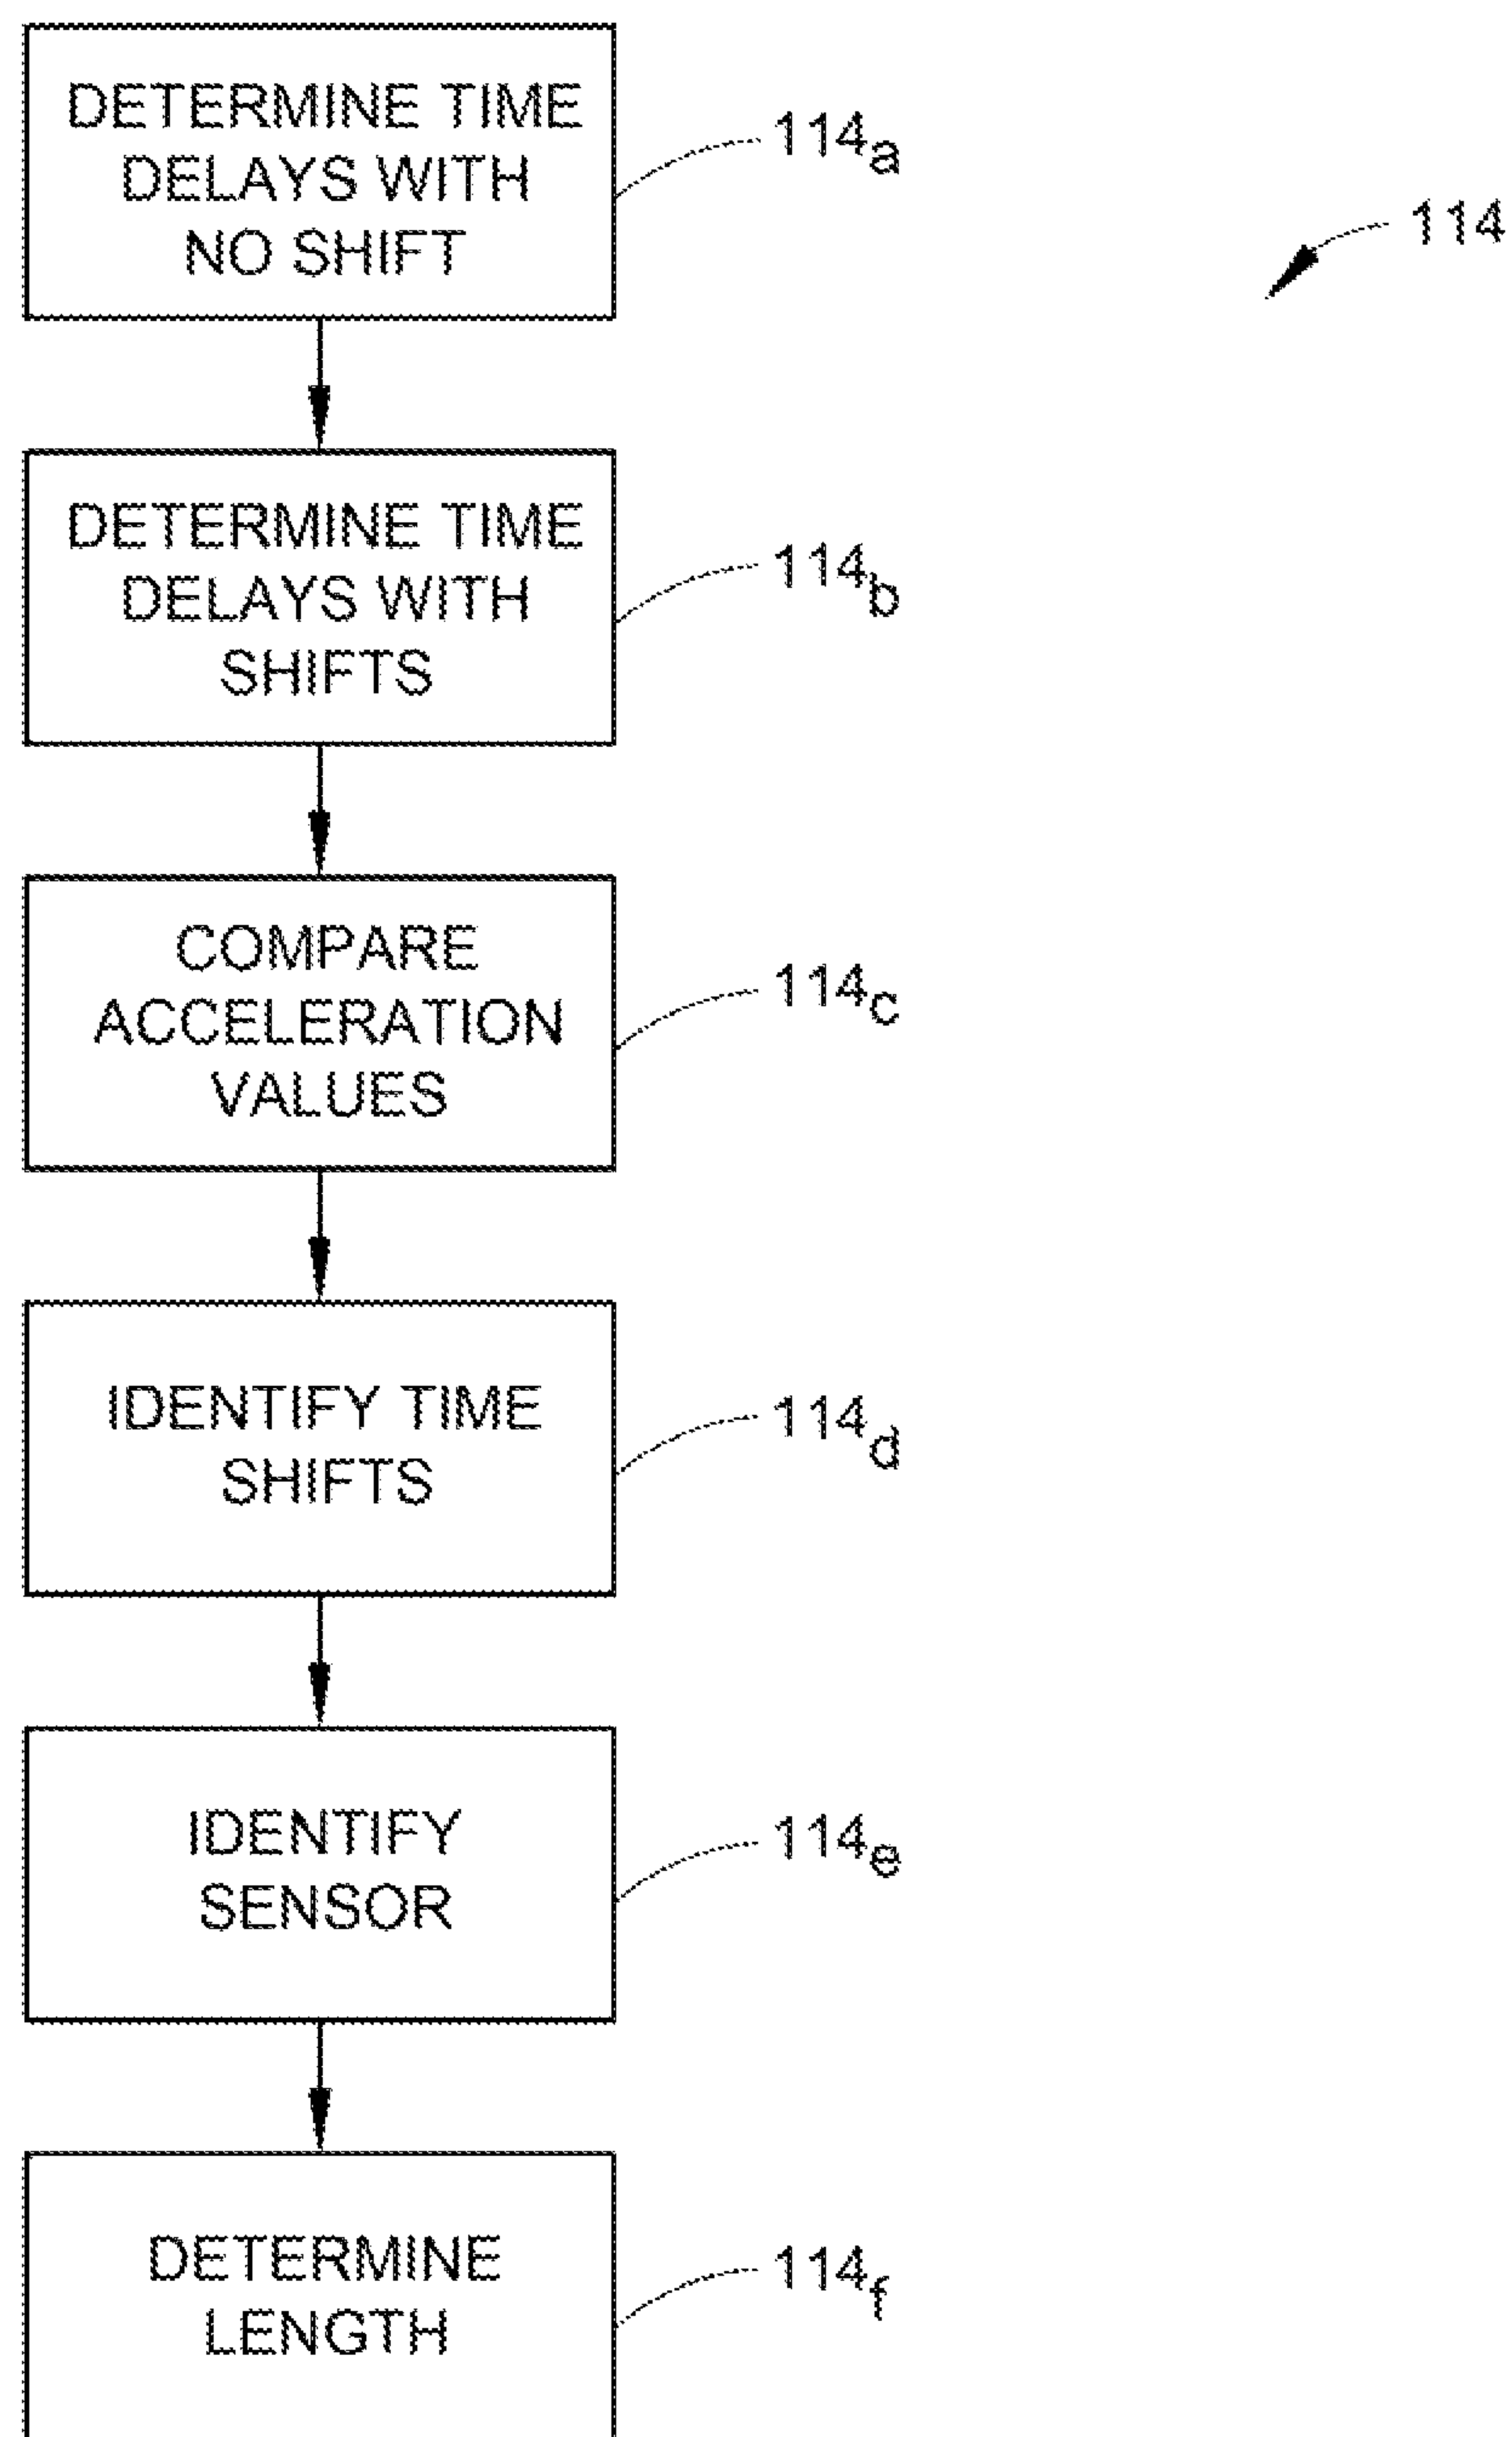 DETERMINE TIME
DELAYS WITH
NO SHIFT
114a
114
DETERMINE TIME
DELAYS WITH
SHIFTS
114b
COMPARE
ACCELERATION
VALUES
114c
IDENTIFY TIME
SHIFTS
114d
IDENTIFY
SENSOR
114e
DETERMINE
LENGTH
114f